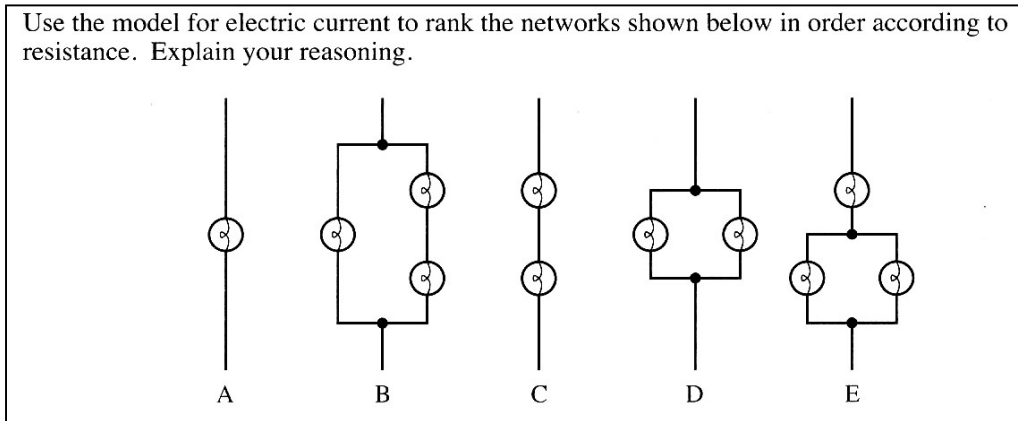 Use the model for electric current to rank the networks shown below in order according to
resistance. Explain your reasoning.
A B C D E